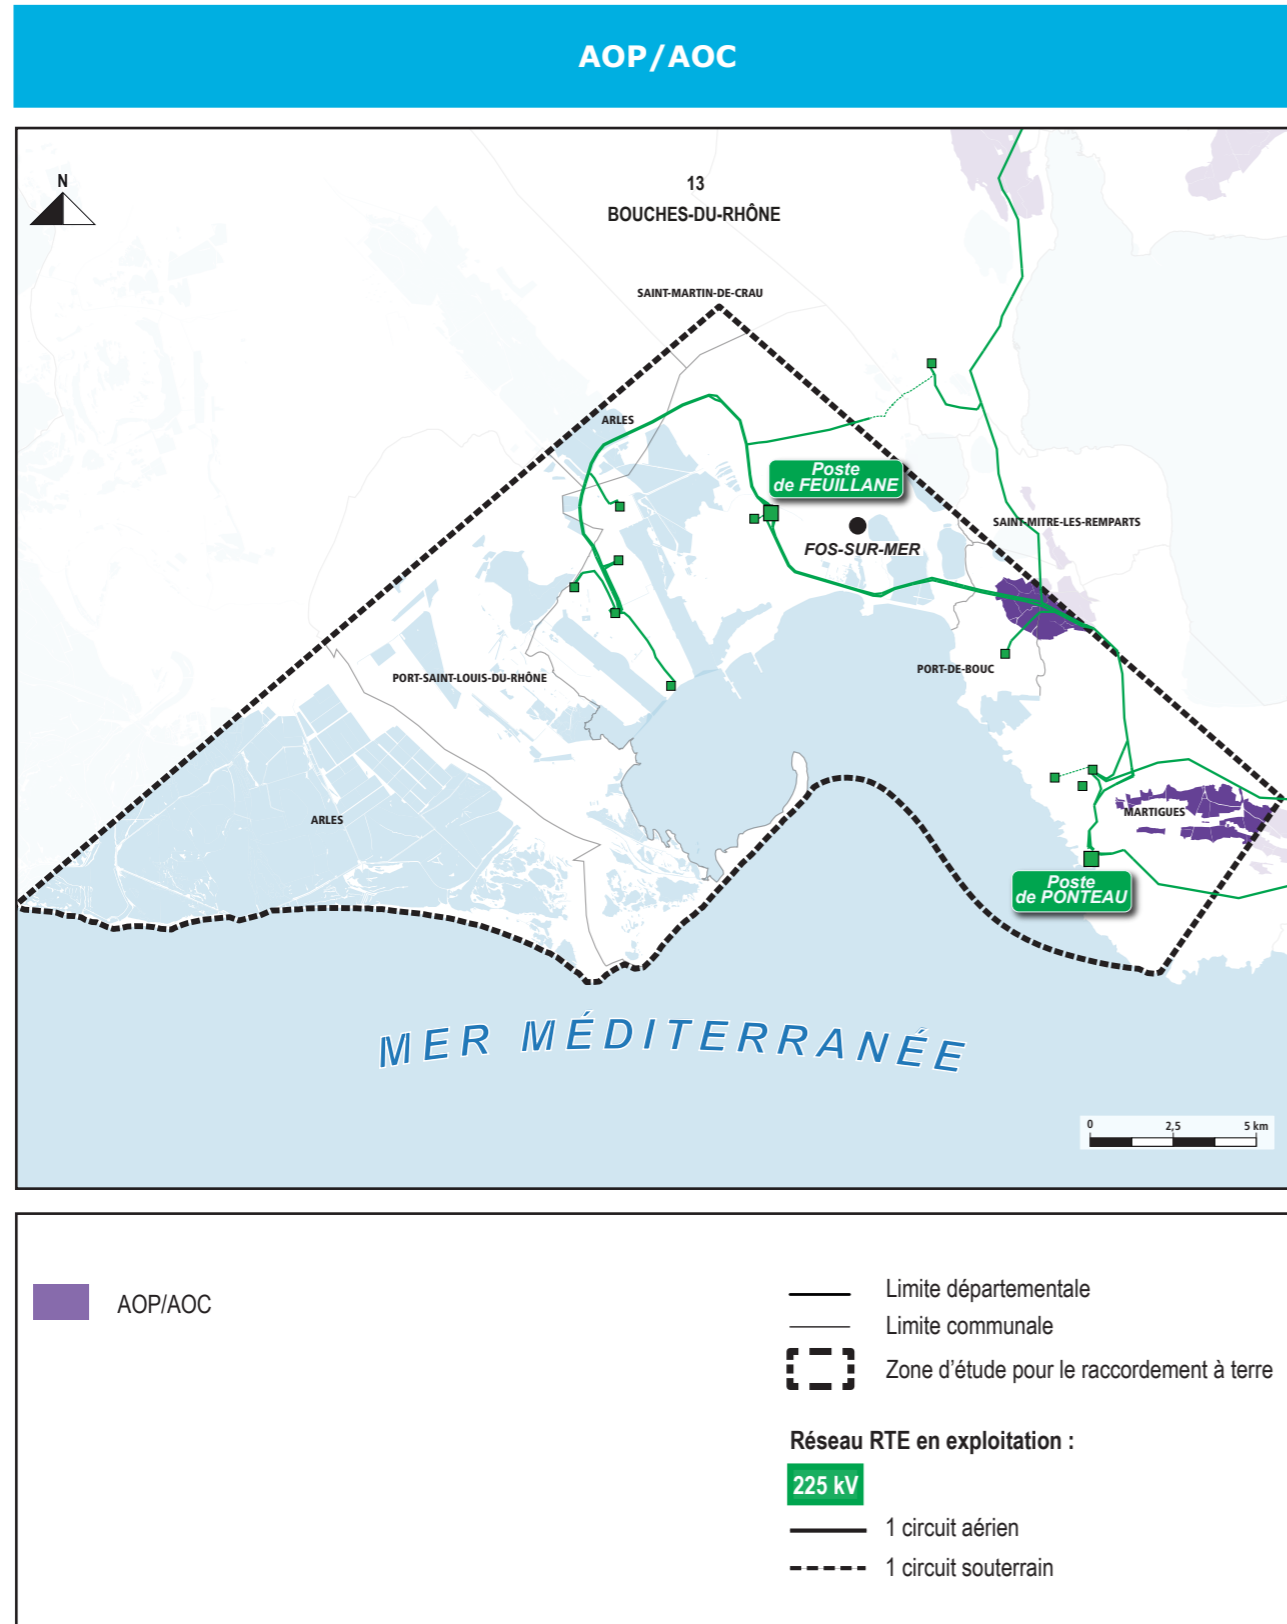 AOP/AOC
N
13
BOUCHES-DU-RHÔNE
SAINT-MARTIN-DE-CRAU
ARLES
Poste
de FEUILLANE
SAINT-MITRE-LES-REMPARTS
FOS-SUR-MER
PORT-DE-BOUC
PORT-SAINT-LOUIS-DU-RHÔNE
MARTIGUES
ARLES
Poste
de PONTEAU
MER MÉDITERRANÉE
0 2,5 5 km
AOP/AOC
Limite départementale
Limite communale
Zone d'étude pour le raccordement à terre
Réseau RTE en exploitation :
225 kV
1 circuit aérien
1 circuit souterrain